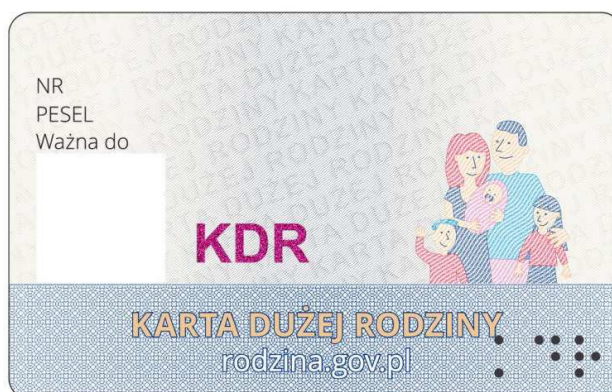 NR
PESEL
Ważna do
KDR
KARTA DUŻEJ RODZINY
rodzina.gov.pl